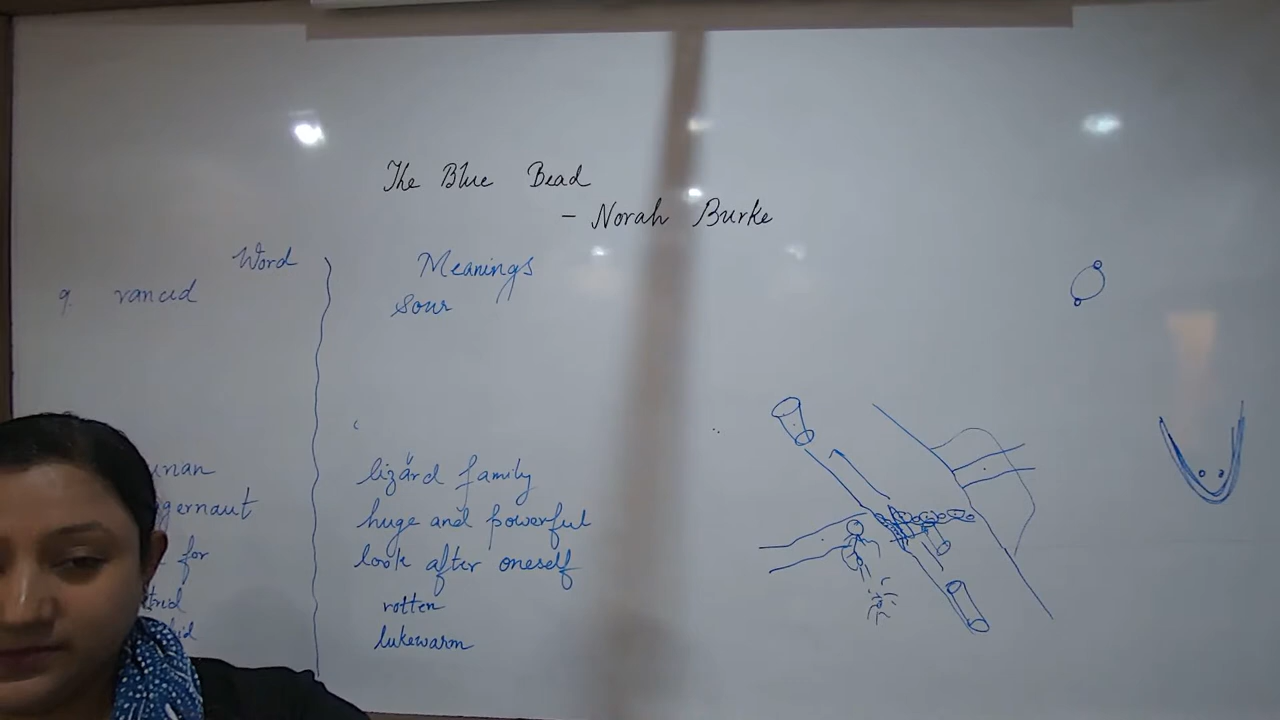 The Blue Bead
- Norah Burke
Word Meanings
9. rancid sour
lizard family
huge and powerful
for look after oneself
rotten
lukewarm